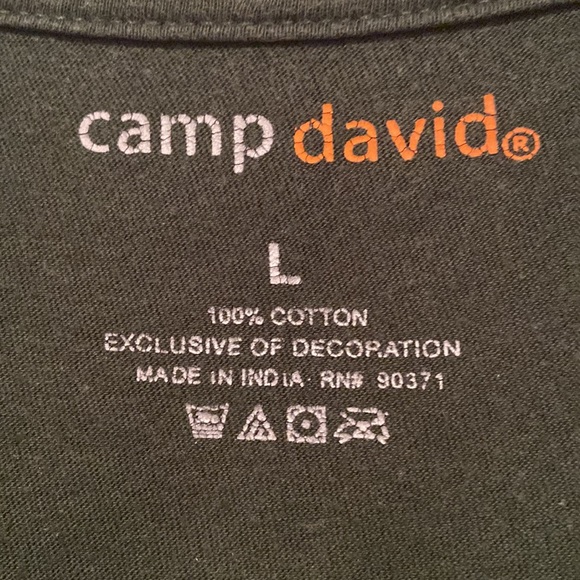 camp david®
L
100% COTTON
EXCLUSIVE OF DECORATION
MADE IN INDIA· RN# 90371